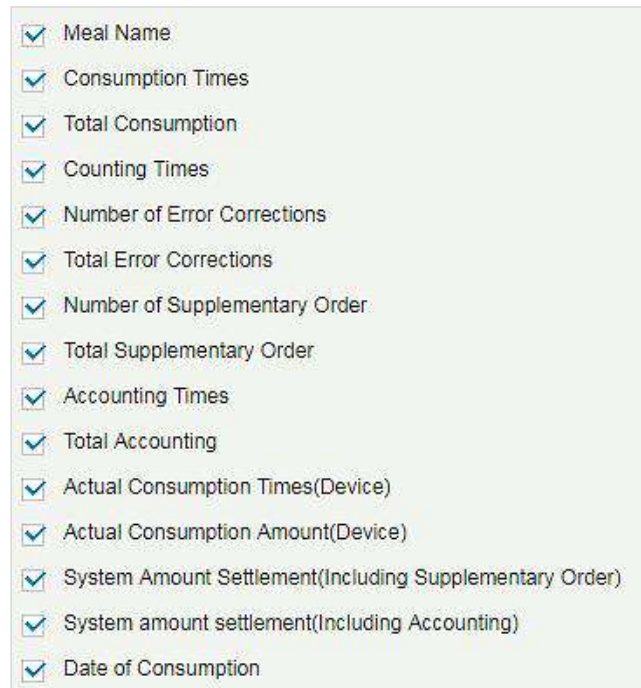 Meal Name
Consumption Times
Total Consumption
Counting Times
Number of Error Corrections
Total Error Corrections
Number of Supplementary Order
Total Supplementary Order
Accounting Times
Total Accounting
Actual Consumption Times(Device)
Actual Consumption Amount(Device)
System Amount Settlement(Including Supplementary Order)
System amount settlement(Including Accounting)
Date of Consumption